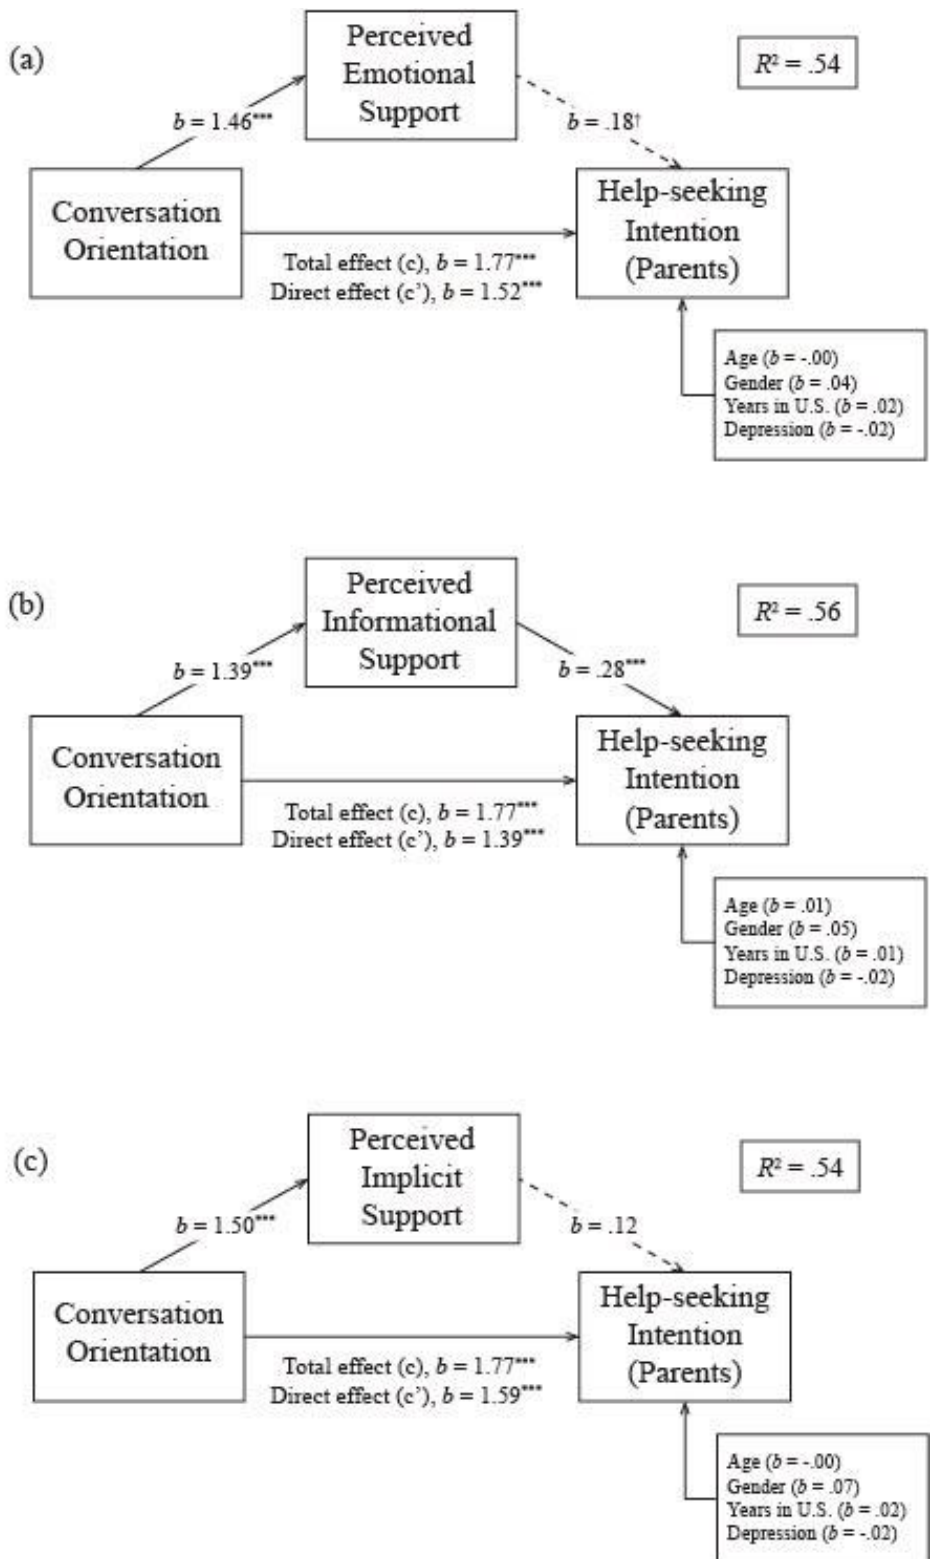 (a)
Perceived
Emotional
Support
R² = .54
b = 1.46***
b = .18†
Conversation
Orientation
Help-seeking
Intention
(Parents)
Total effect (c), b = 1.77***
Direct effect (c’), b = 1.52***
Age (b = -.00)
Gender (b = .04)
Years in U.S. (b = .02)
Depression (b = -.02)
(b)
Perceived
Informational
Support
R² = .56
b = 1.39***
b = .28***
Conversation
Orientation
Help-seeking
Intention
(Parents)
Total effect (c), b = 1.77***
Direct effect (c’), b = 1.39***
Age (b = .01)
Gender (b = .05)
Years in U.S. (b = .01)
Depression (b = -.02)
(c)
Perceived
Implicit
Support
R² = .54
b = 1.50***
b = .12
Conversation
Orientation
Help-seeking
Intention
(Parents)
Total effect (c), b = 1.77***
Direct effect (c’), b = 1.59***
Age (b = -.00)
Gender (b = .07)
Years in U.S. (b = .02)
Depression (b = -.02)